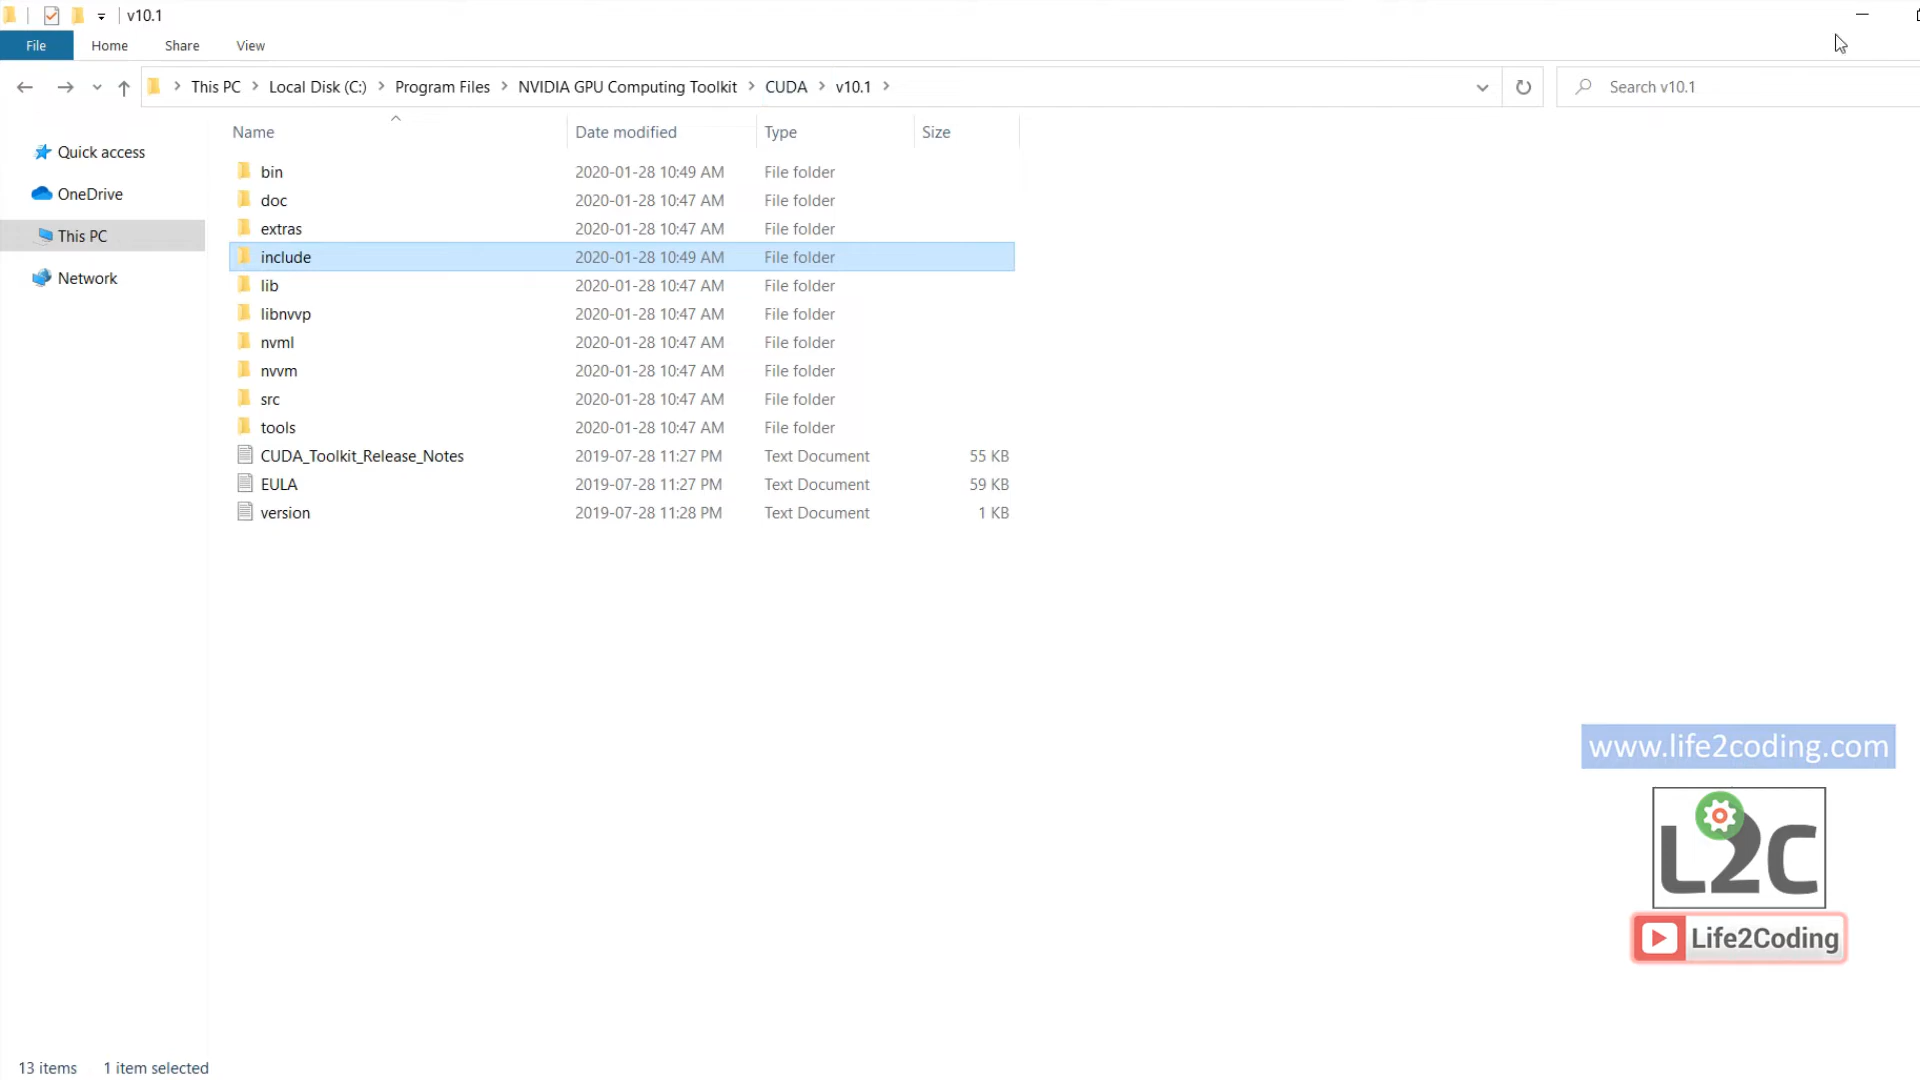 v10.1
File Home Share View
This PC Local Disk (C:) Program Files NVIDIA GPU Computing Toolkit CUDA v10.1 Search v10.1
Name Date modified Type Size
Quick access
OneDrive
This PC
Network
bin 2020-01-28 10:49 AM File folder
doc 2020-01-28 10:47 AM File folder
extras 2020-01-28 10:47 AM File folder
include 2020-01-28 10:49 AM File folder
lib 2020-01-28 10:47 AM File folder
libnvvp 2020-01-28 10:47 AM File folder
nvml 2020-01-28 10:47 AM File folder
nvvm 2020-01-28 10:47 AM File folder
src 2020-01-28 10:47 AM File folder
tools 2020-01-28 10:47 AM File folder
CUDA_Toolkit_Release_Notes 2019-07-28 11:27 PM Text Document 55 KB
EULA 2019-07-28 11:27 PM Text Document 59 KB
version 2019-07-28 11:28 PM Text Document 1 KB
www.life2coding.com
L2C
Life2Coding
13 items 1 item selected